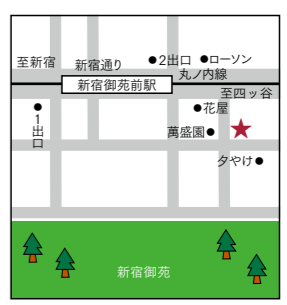 至新宿
新宿通り
●2出口
●ローソン
丸ノ内線
新宿御苑前駅
至四ッ谷
●花屋
●1出口
萬盛園●
★
夕やけ●
新宿御苑